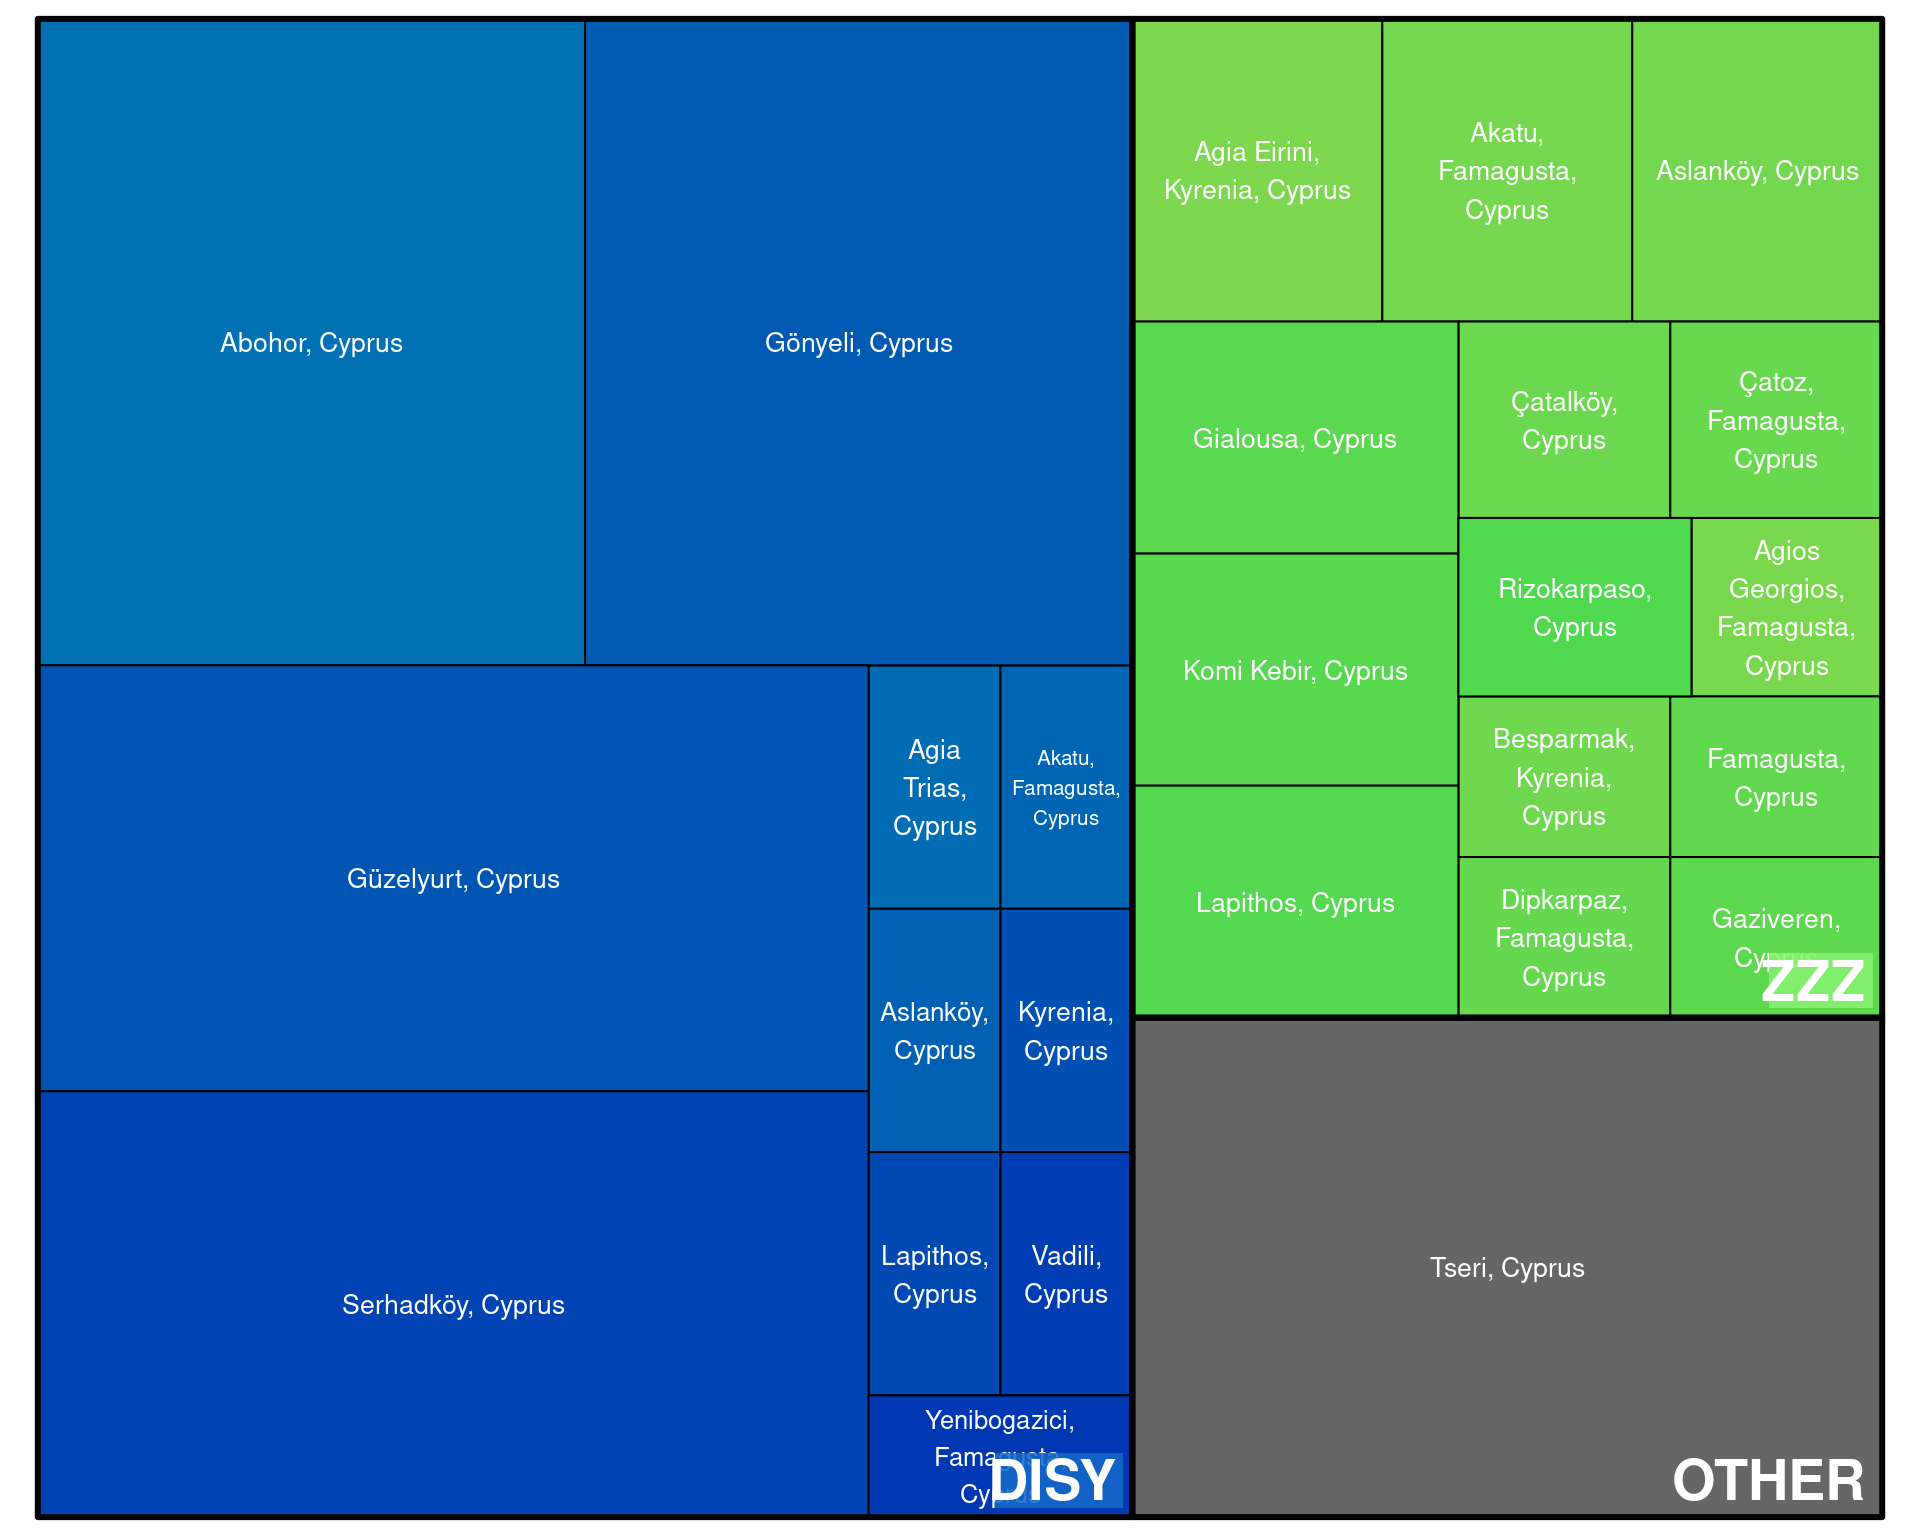 Abohor, Cyprus
Gönyeli, Cyprus
Güzelyurt, Cyprus
Serhadköy, Cyprus
Agia
Trias,
Cyprus
Akatu,
Famagusta,
Cyprus
Aslanköy,
Cyprus
Kyrenia,
Cyprus
Lapithos,
Cyprus
Vadili,
Cyprus
Yenibogazici,
Famagusta,
Cyprus
DISY
Agia Eirini,
Kyrenia, Cyprus
Akatu,
Famagusta,
Cyprus
Aslanköy, Cyprus
Gialousa, Cyprus
Komi Kebir, Cyprus
Lapithos, Cyprus
Çatalköy,
Cyprus
Çatoz,
Famagusta,
Cyprus
Rizokarpaso,
Cyprus
Agios
Georgios,
Famagusta,
Cyprus
Besparmak,
Kyrenia,
Cyprus
Famagusta,
Cyprus
Dipkarpaz,
Famagusta,
Cyprus
Gaziveren,
Cyprus
ZZZ
Tseri, Cyprus
OTHER